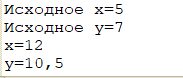 Исходное x=5
Исходное y=7
x=12
y=10,5